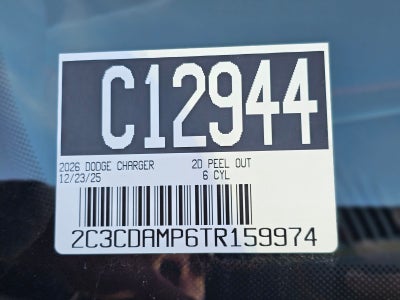 C12944
2026 DODGE CHARGER 2D PEEL OUT
12/23/25 6 CYL
2C3CDAMP6TR159974